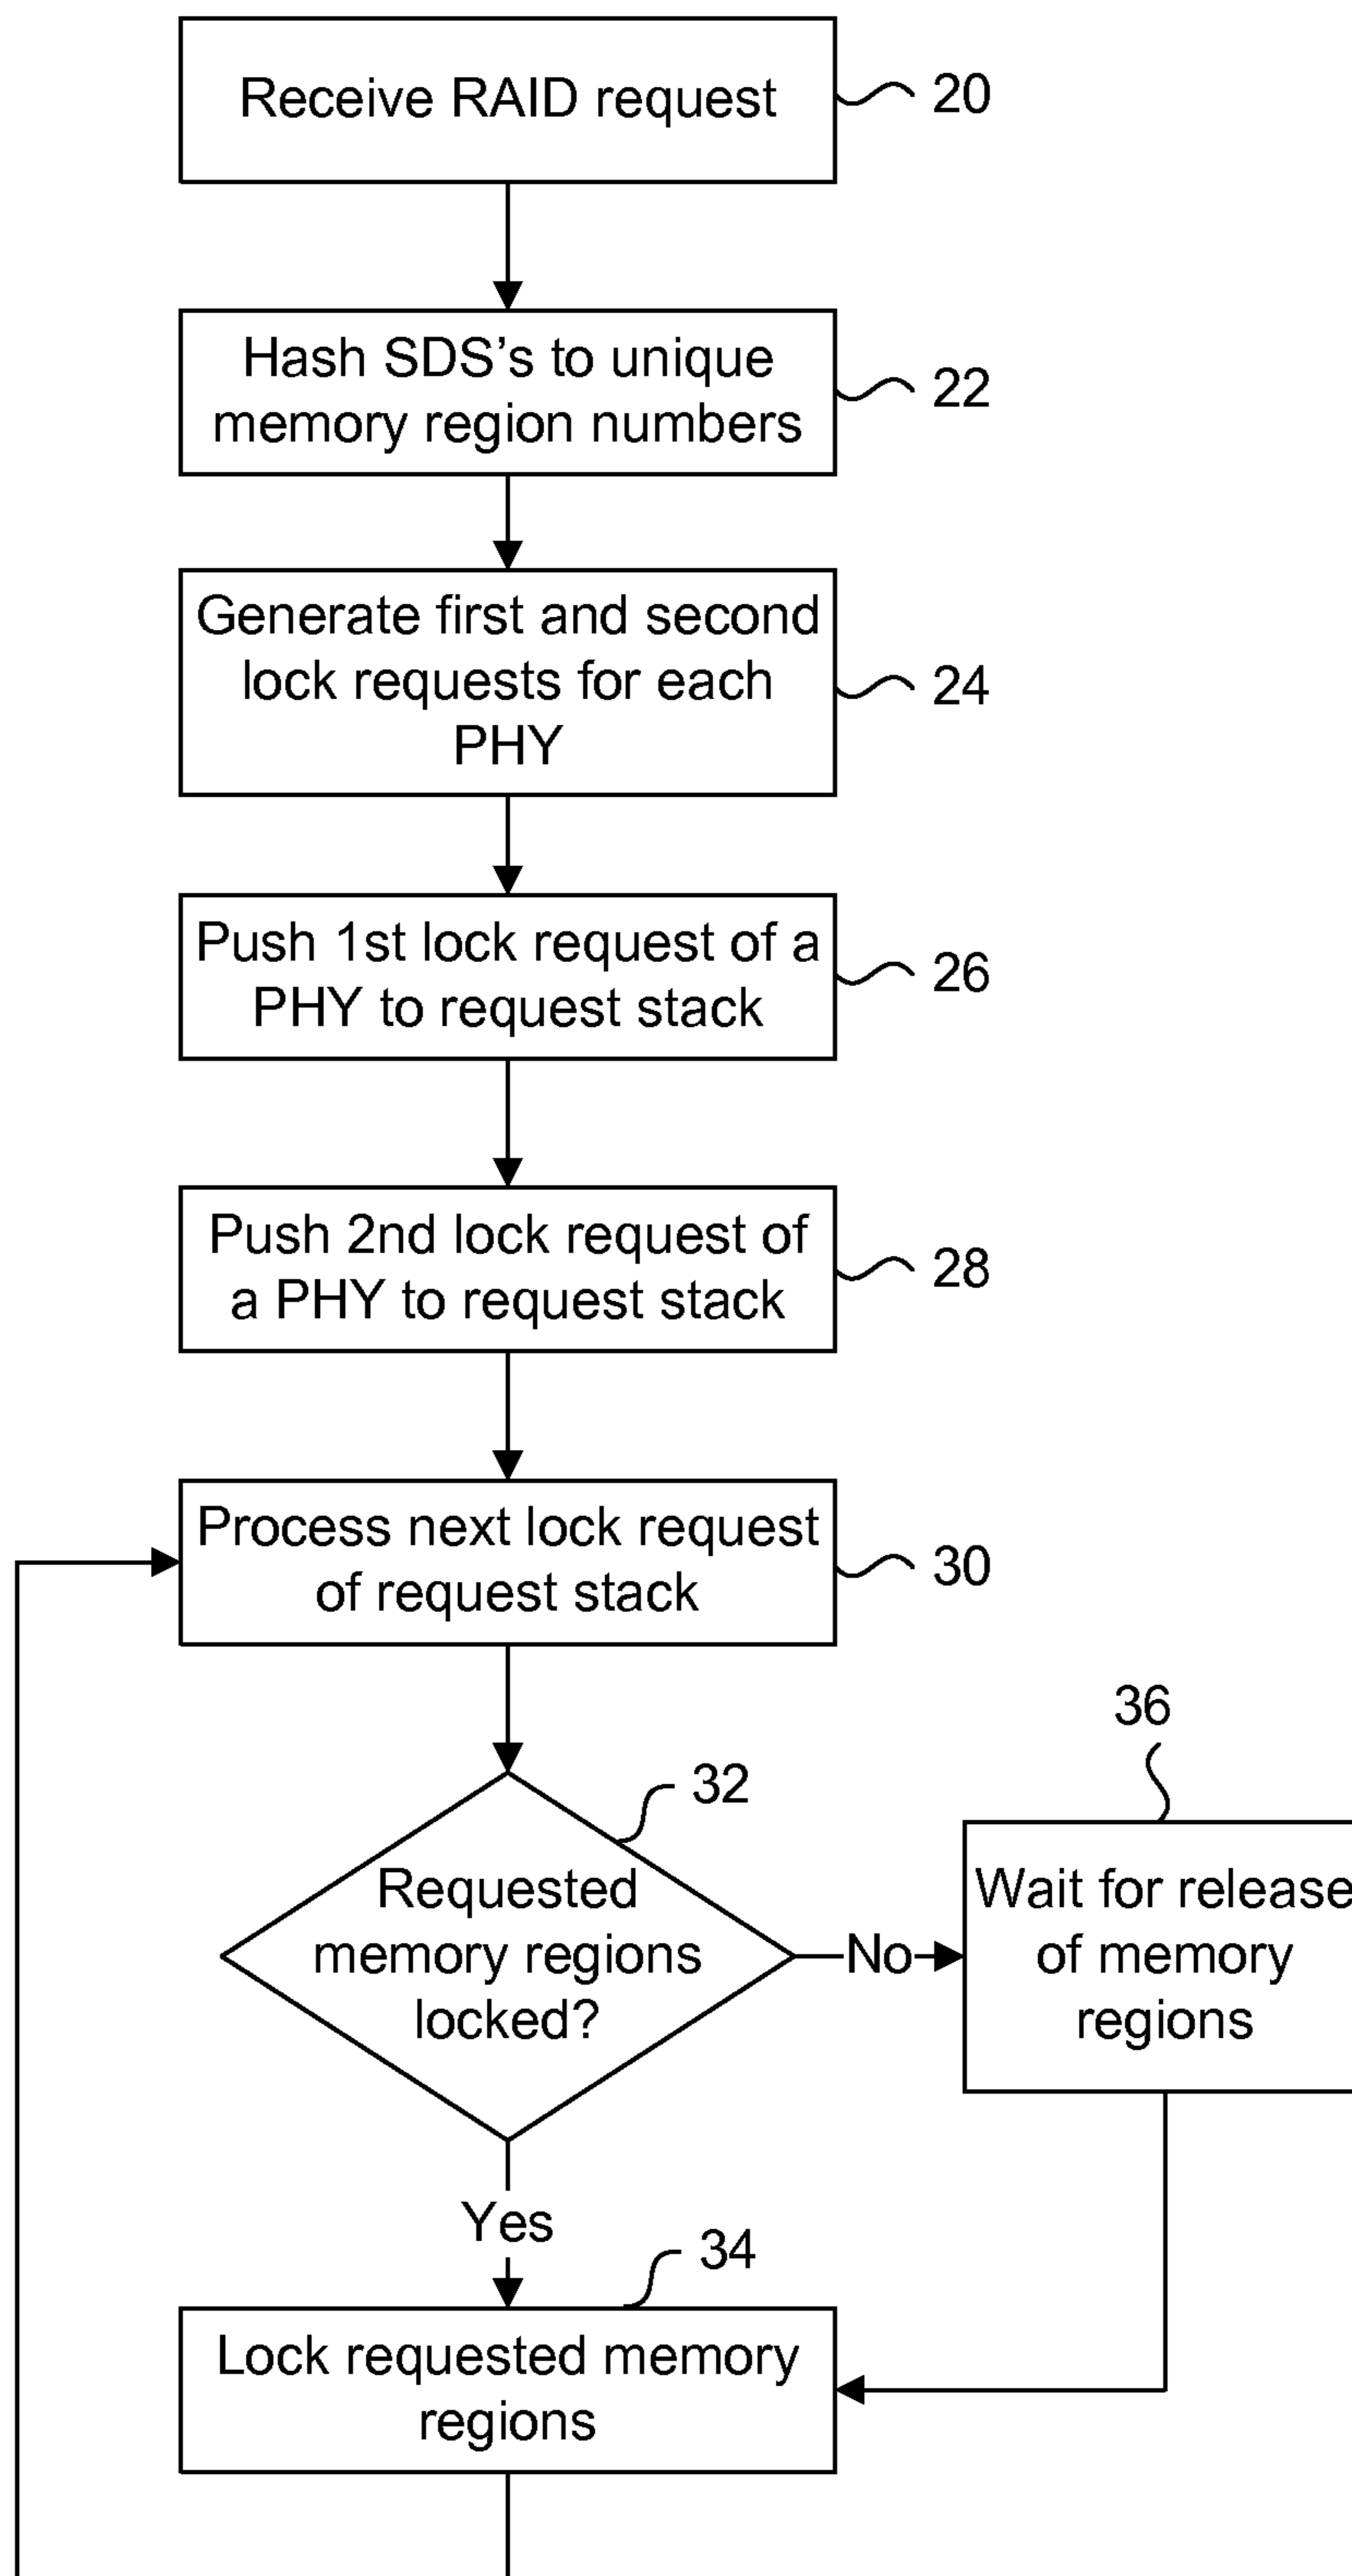 Receive RAID request
20
Hash SDS's to unique
memory region numbers
22
Generate first and second
lock requests for each
PHY
24
Push 1st lock request of a
PHY to request stack
26
Push 2nd lock request of
a PHY to request stack
28
Process next lock request
of request stack
30
36
32
Requested
memory regions
locked?
No
Wait for release
of memory
regions
Yes
34
Lock requested memory
regions